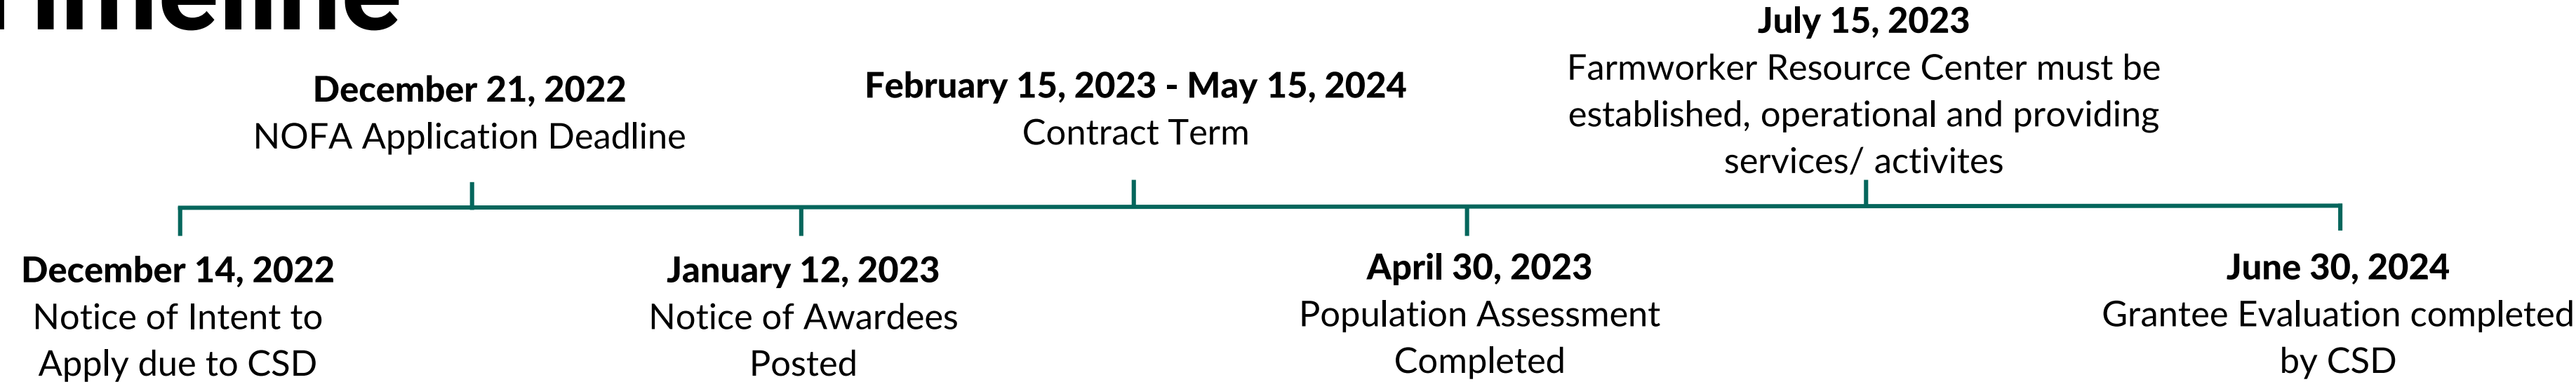 Timeline
December 21, 2022
NOFA Application Deadline
February 15, 2023 - May 15, 2024
Contract Term
July 15, 2023
Farmworker Resource Center must be
established, operational and providing
services/ activites
December 14, 2022
Notice of Intent to
Apply due to CSD
January 12, 2023
Notice of Awardees
Posted
April 30, 2023
Population Assessment
Completed
June 30, 2024
Grantee Evaluation completed
by CSD